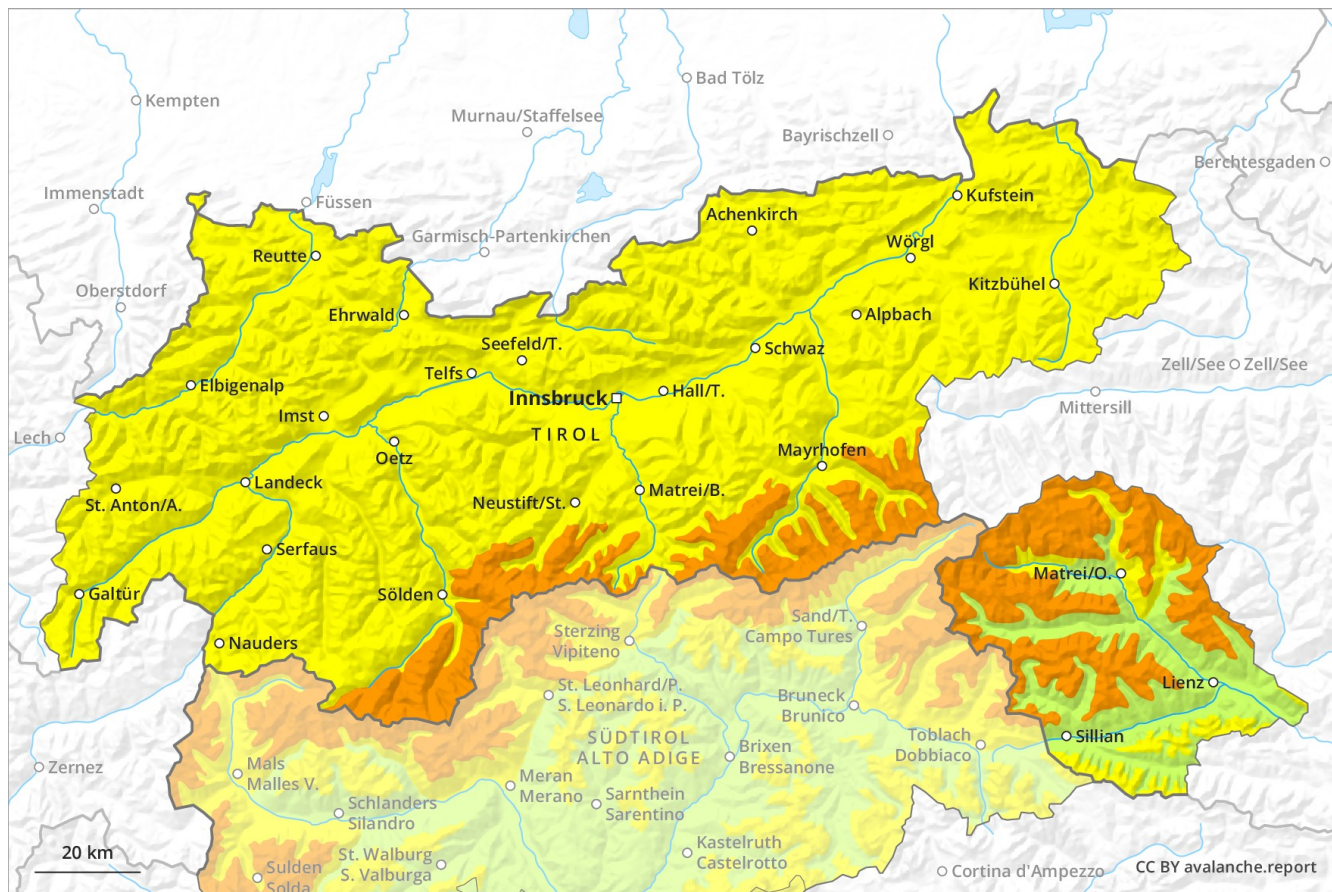 Bad Tölz
Kempten
Murnau/Staffelsee
Bayrischzell
Berchtesgaden
Immenstadt
Füssen
Kufstein
Achenkirch
Garmisch-Partenkirchen
Wörgl
Reutte
Kitzbühel
Oberstdorf
Ehrwald
Alpbach
Seefeld/T.
Schwaz
Telfs
Zell/See
Zell/See
Elbigenalp
Hall/T.
Innsbruck
Mittersill
Imst
TIROL
Lech
Oetz
Mayrhofen
Landeck
St. Anton/A.
Neustift/St.
Matrei/B.
Serfaus
Matrei/O.
Galtür
Sölden
Sand/T.
Campo Tures
Sterzing
Vipiteno
Nauders
Lienz
St. Leonhard/P.
S. Leonardo i. P.
Bruneck
Brunico
Sillian
SÜDTIROL
ALTO ADIGE
Toblach
Dobbiaco
Brixen
Bressanone
Zernez
Mals
Malles V.
Meran
Merano
Sarnthein
Sarentino
Schlanders
Silandro
Kastelruth
Castelrotto
20 km
St. Walburg
S. Valburga
Sulden
Solda
Cortina d'Ampezzo
CC BY avalanche.report